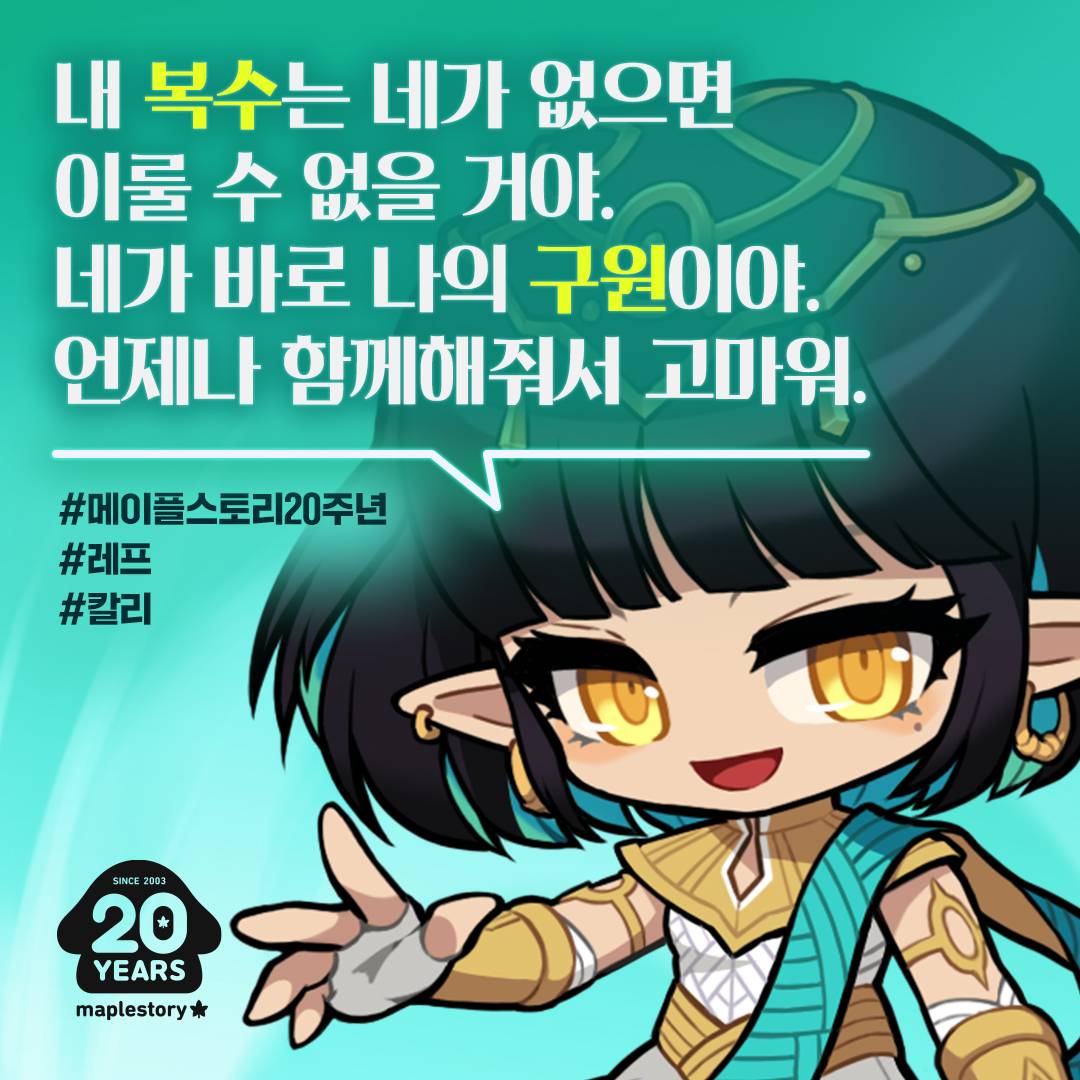 내 복수는 네가 없으면
이룰 수 없을 거야.
네가 바로 나의 구원이야.
언제나 함께해줘서 고마워.
#메이플스토리20주년
#레프
#칼리
SINCE 2003
20
YEARS
maplestory